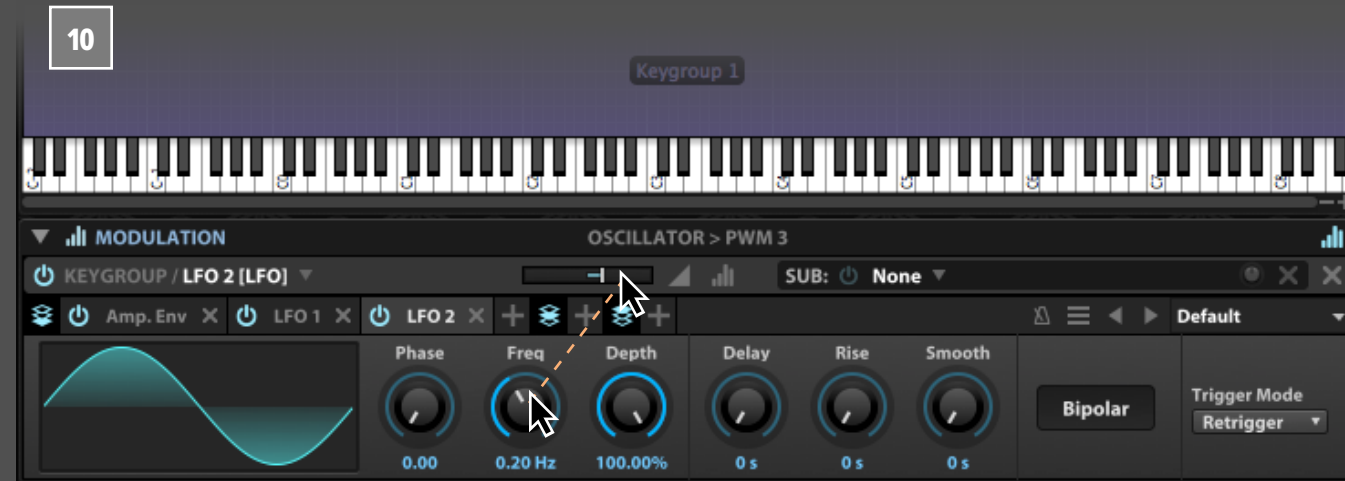 10
Keygroup 1
MODULATION OSCILLATOR > PWM 3
KEYGROUP / LFO 2 [LFO] SUB: None
Amp. Env LFO 1 LFO 2 Default
Phase Freq Depth Delay Rise Smooth
Bipolar
Trigger Mode
Retrigger
0.00 0.20 Hz 100.00% 0 s 0 s 0 s